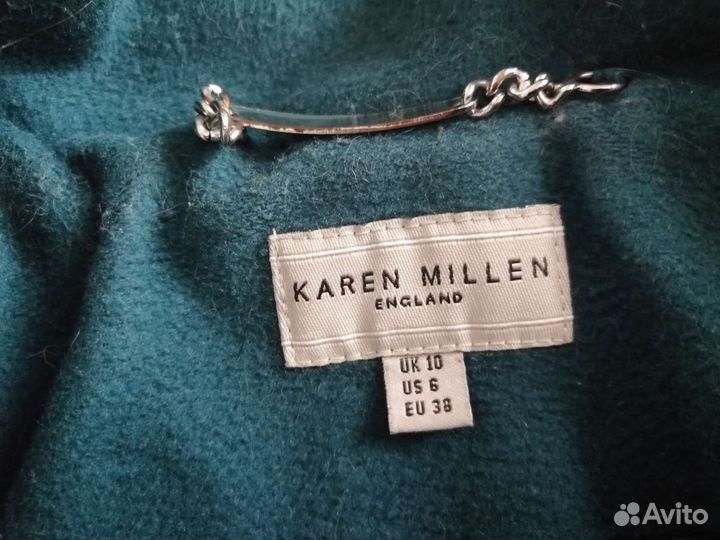 KAREN MILLEN
ENGLAND
UK 10
US 6
EU 38
Avito